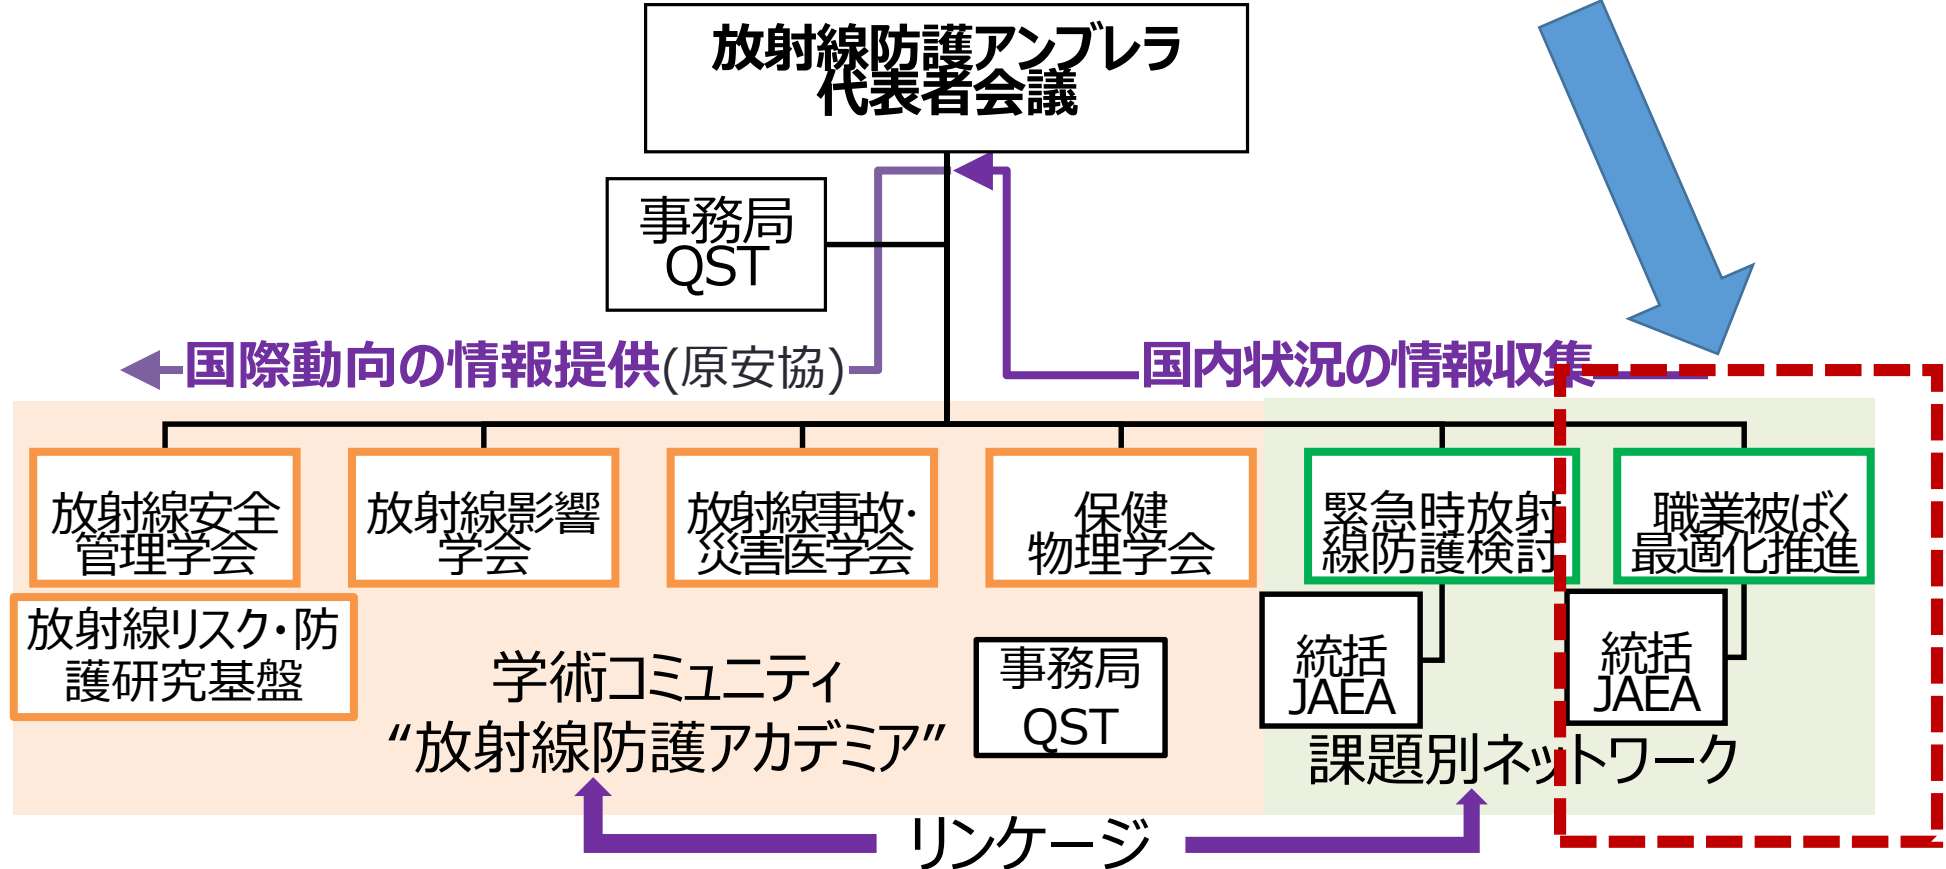 放射線防護アンブレラ
代表者会議
事務局
QST
国際動向の情報提供(原安協)
国内状況の情報収集
放射線安全
管理学会
放射線影響
学会
放射線事故・
災害医学会
保健
物理学会
緊急時放射
線防護検討
職業被ばく
最適化推進
放射線リスク・防
護研究基盤
学術コミュニティ
“放射線防護アカデミア”
事務局
QST
統括
JAEA
統括
JAEA
課題別ネットワーク
リンケージ